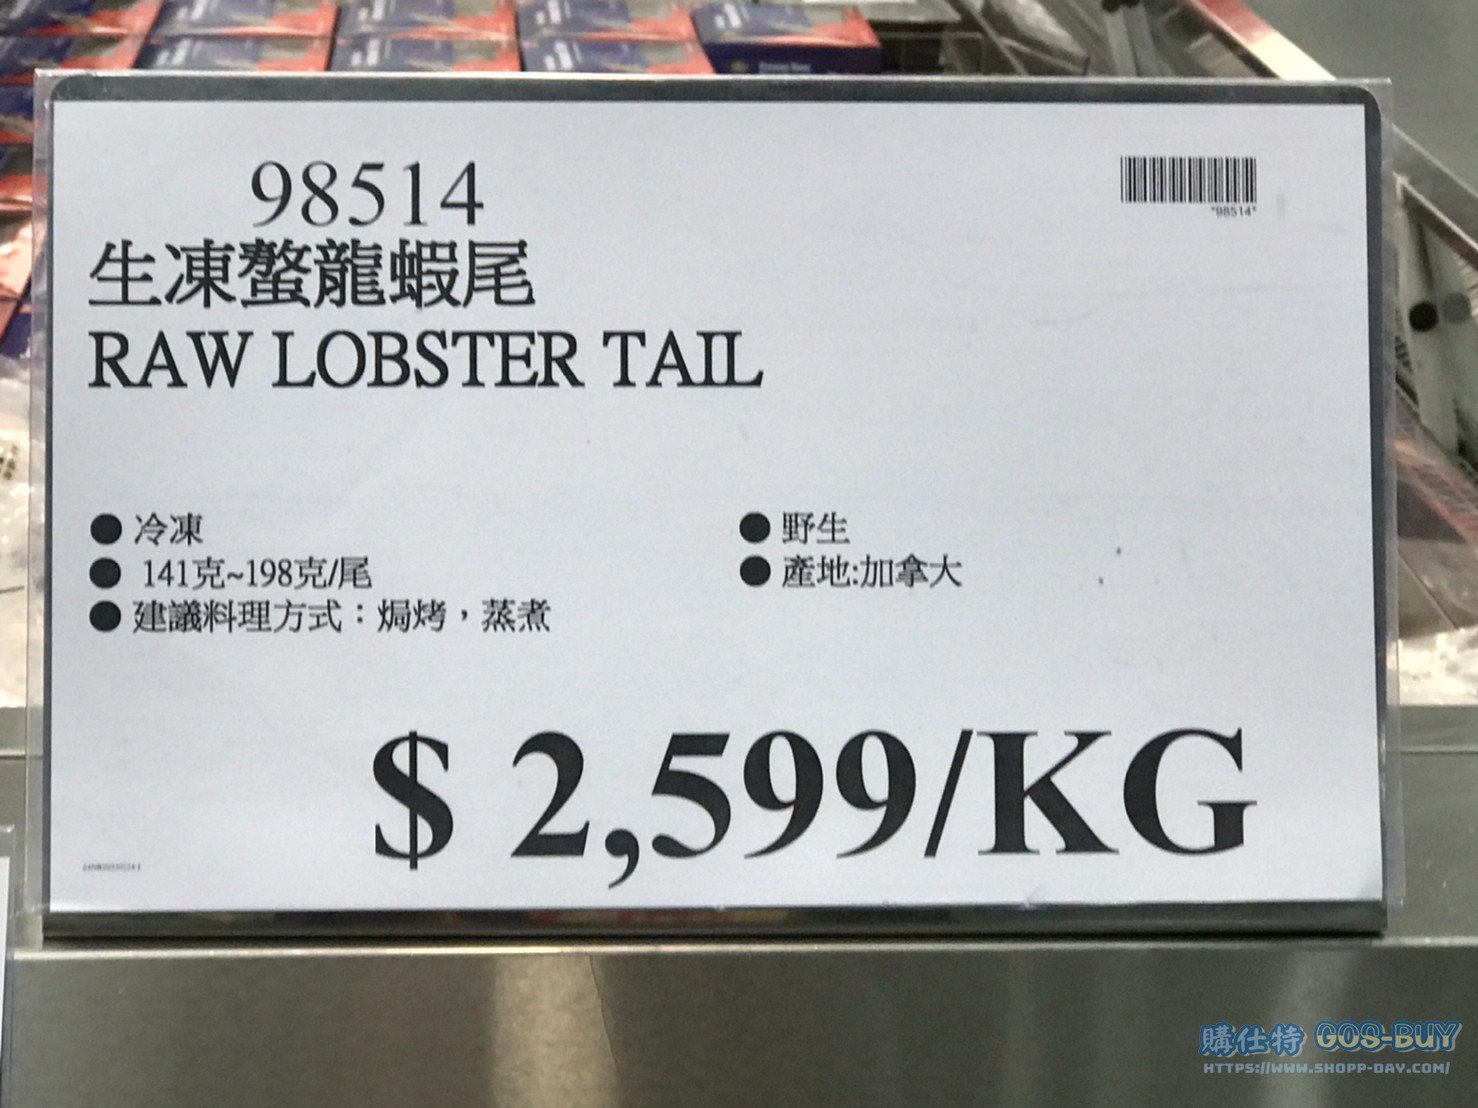 98514
"98514"
生凍螯龍蝦尾
RAW LOBSTER TAIL
● 冷凍
● 141克~198克/尾
● 建議料理方式：焗烤，蒸煮
● 野生
● 產地:加拿大
$ 2,599/KG
購仕特 GOS-BUY
HTTPS://WWW.SHOPP-DAY.COM/